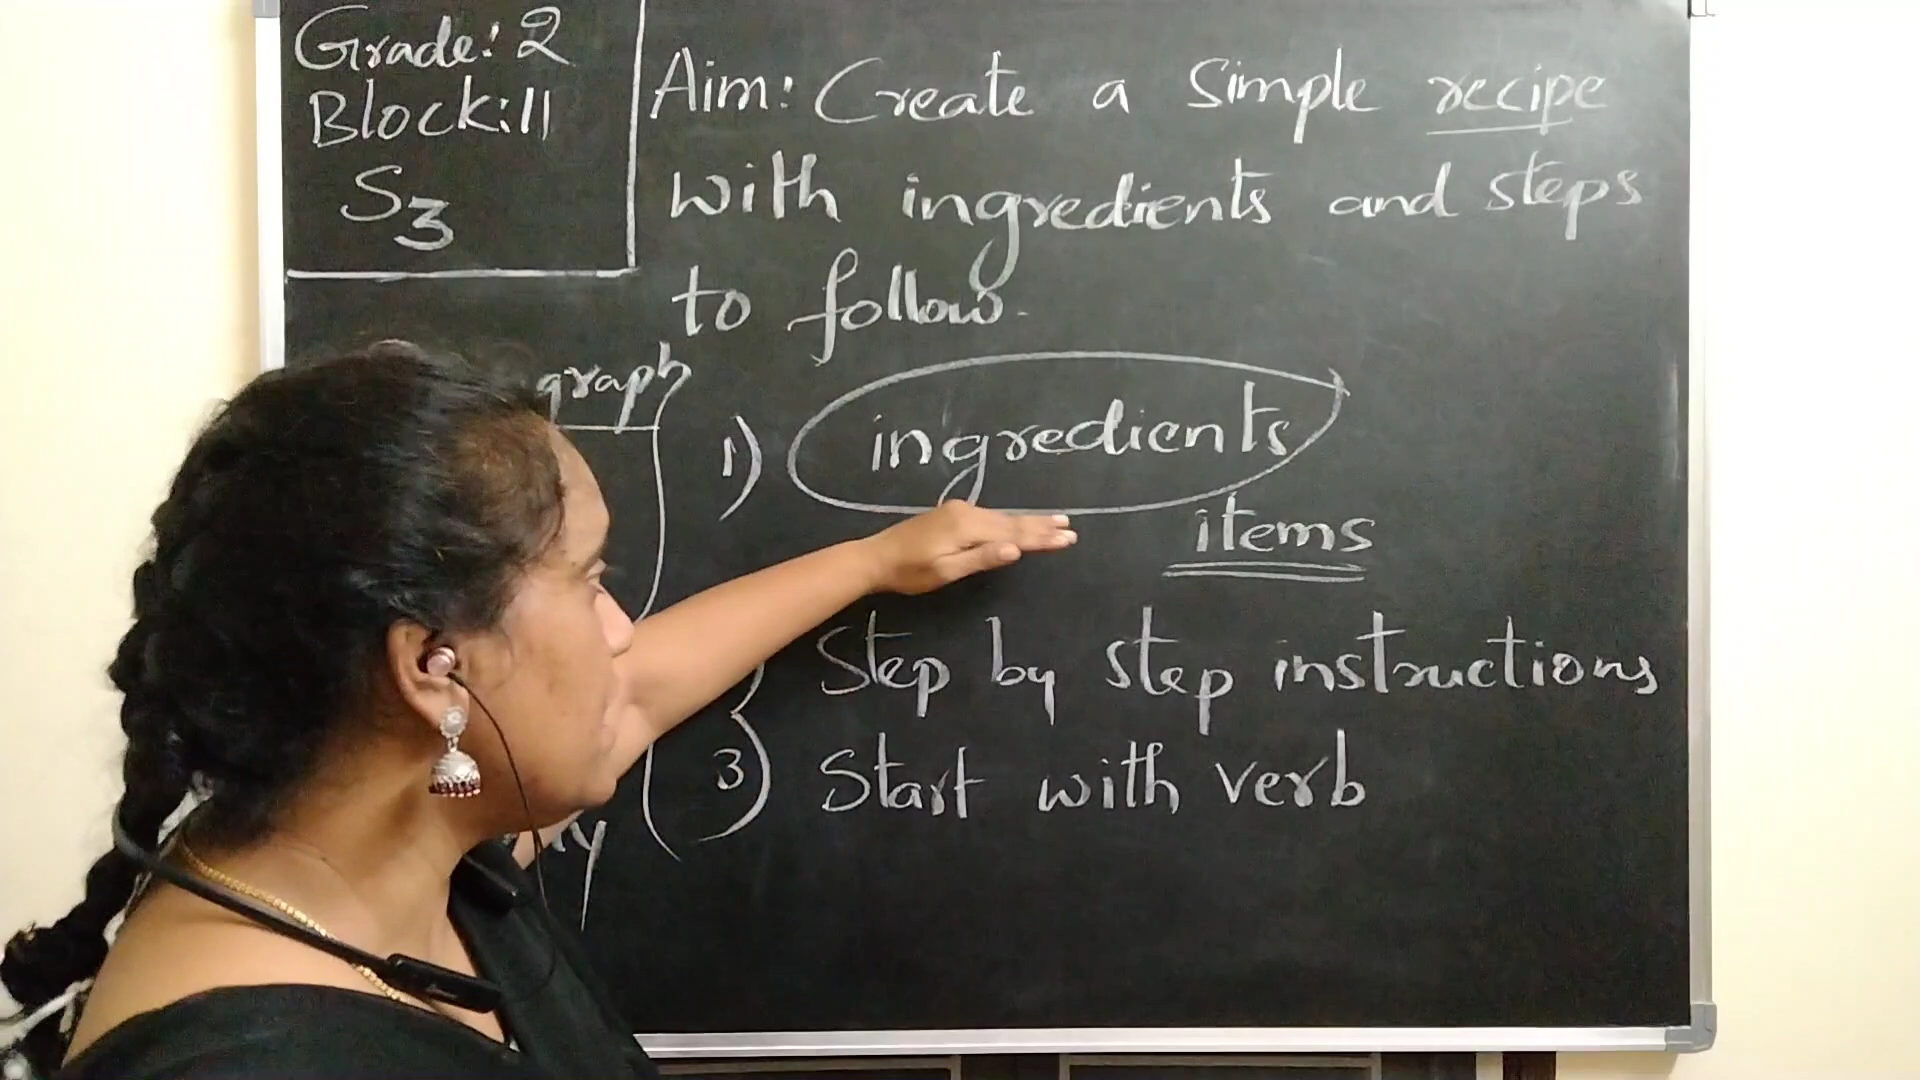 Grade: 2
Block: 11
S3
Aim: Create a Simple recipe
with ingredients and steps
to follow.
graph
1) ingredients
items
) Step by step instructions
3) Start with verb